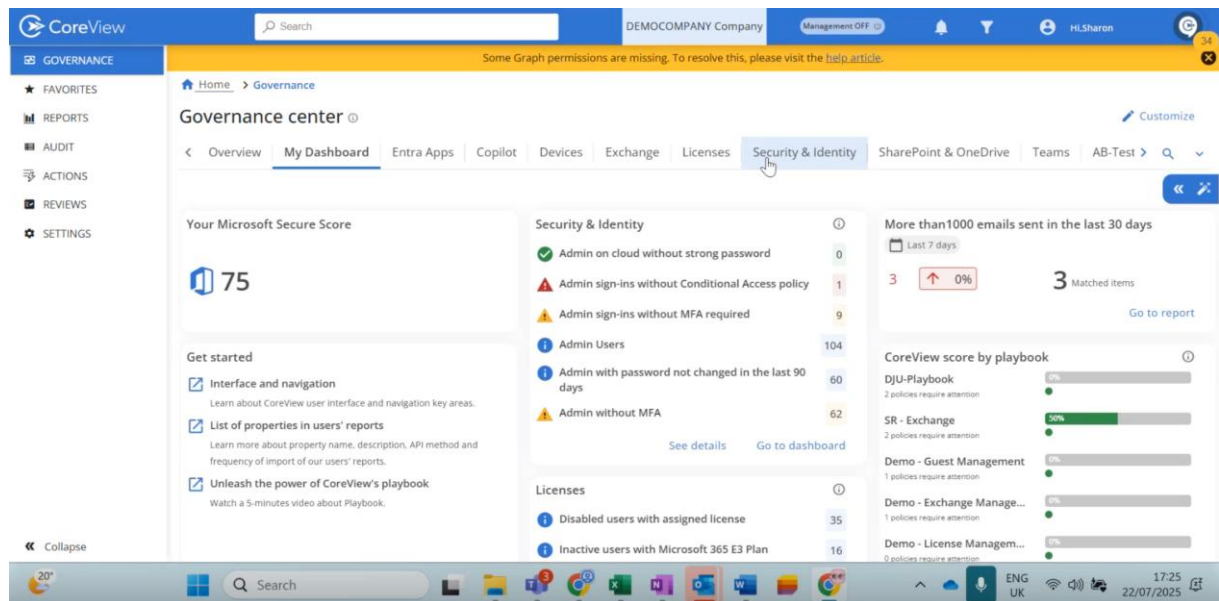 CoreView
Search
DEMOCOMPANY Company
Management OFF
Hi,Sharon
34
GOVERNANCE
FAVORITES
REPORTS
AUDIT
ACTIONS
REVIEWS
SETTINGS
Collapse
Some Graph permissions are missing. To resolve this, please visit the help article.
Home > Governance
Governance center
Customize
Overview
My Dashboard
Entra Apps
Copilot
Devices
Exchange
Licenses
Security & Identity
SharePoint & OneDrive
Teams
AB-Test
Your Microsoft Secure Score
75
Get started
Interface and navigation
Learn about CoreView user interface and navigation key areas.
List of properties in users' reports
Learn more about property name, description, API method and
frequency of import of our users' reports.
Unleash the power of CoreView's playbook
Watch a 5-minutes video about Playbook.
Security & Identity
Admin on cloud without strong password 0
Admin sign-ins without Conditional Access policy 1
Admin sign-ins without MFA required 9
Admin Users 104
Admin with password not changed in the last 90
days 60
Admin without MFA 62
See details
Go to dashboard
Licenses
Disabled users with assigned license 35
Inactive users with Microsoft 365 E3 Plan 16
More than1000 emails sent in the last 30 days
Last 7 days
3
0%
3 Matched items
Go to report
CoreView score by playbook
DJU-Playbook 0%
2 policies require attention
SR - Exchange 50%
2 policies require attention
Demo - Guest Management 0%
1 policies require attention
Demo - Exchange Manage... 0%
1 policies require attention
Demo - License Managem... 0%
0 policies require attention
20°
Search
ENG
UK
17:25
22/07/2025